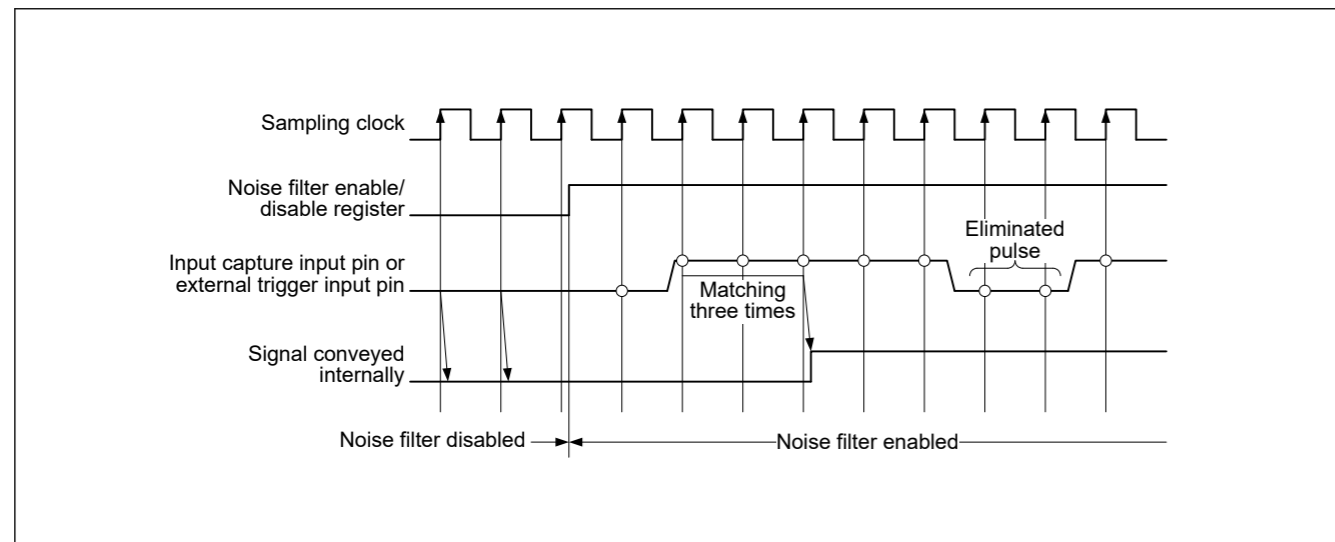 Sampling clock
Noise filter enable/
disable register
Eliminated
pulse
Input capture input pin or
external trigger input pin
Matching
three times
Signal conveyed
internally
Noise filter disabled
Noise filter enabled